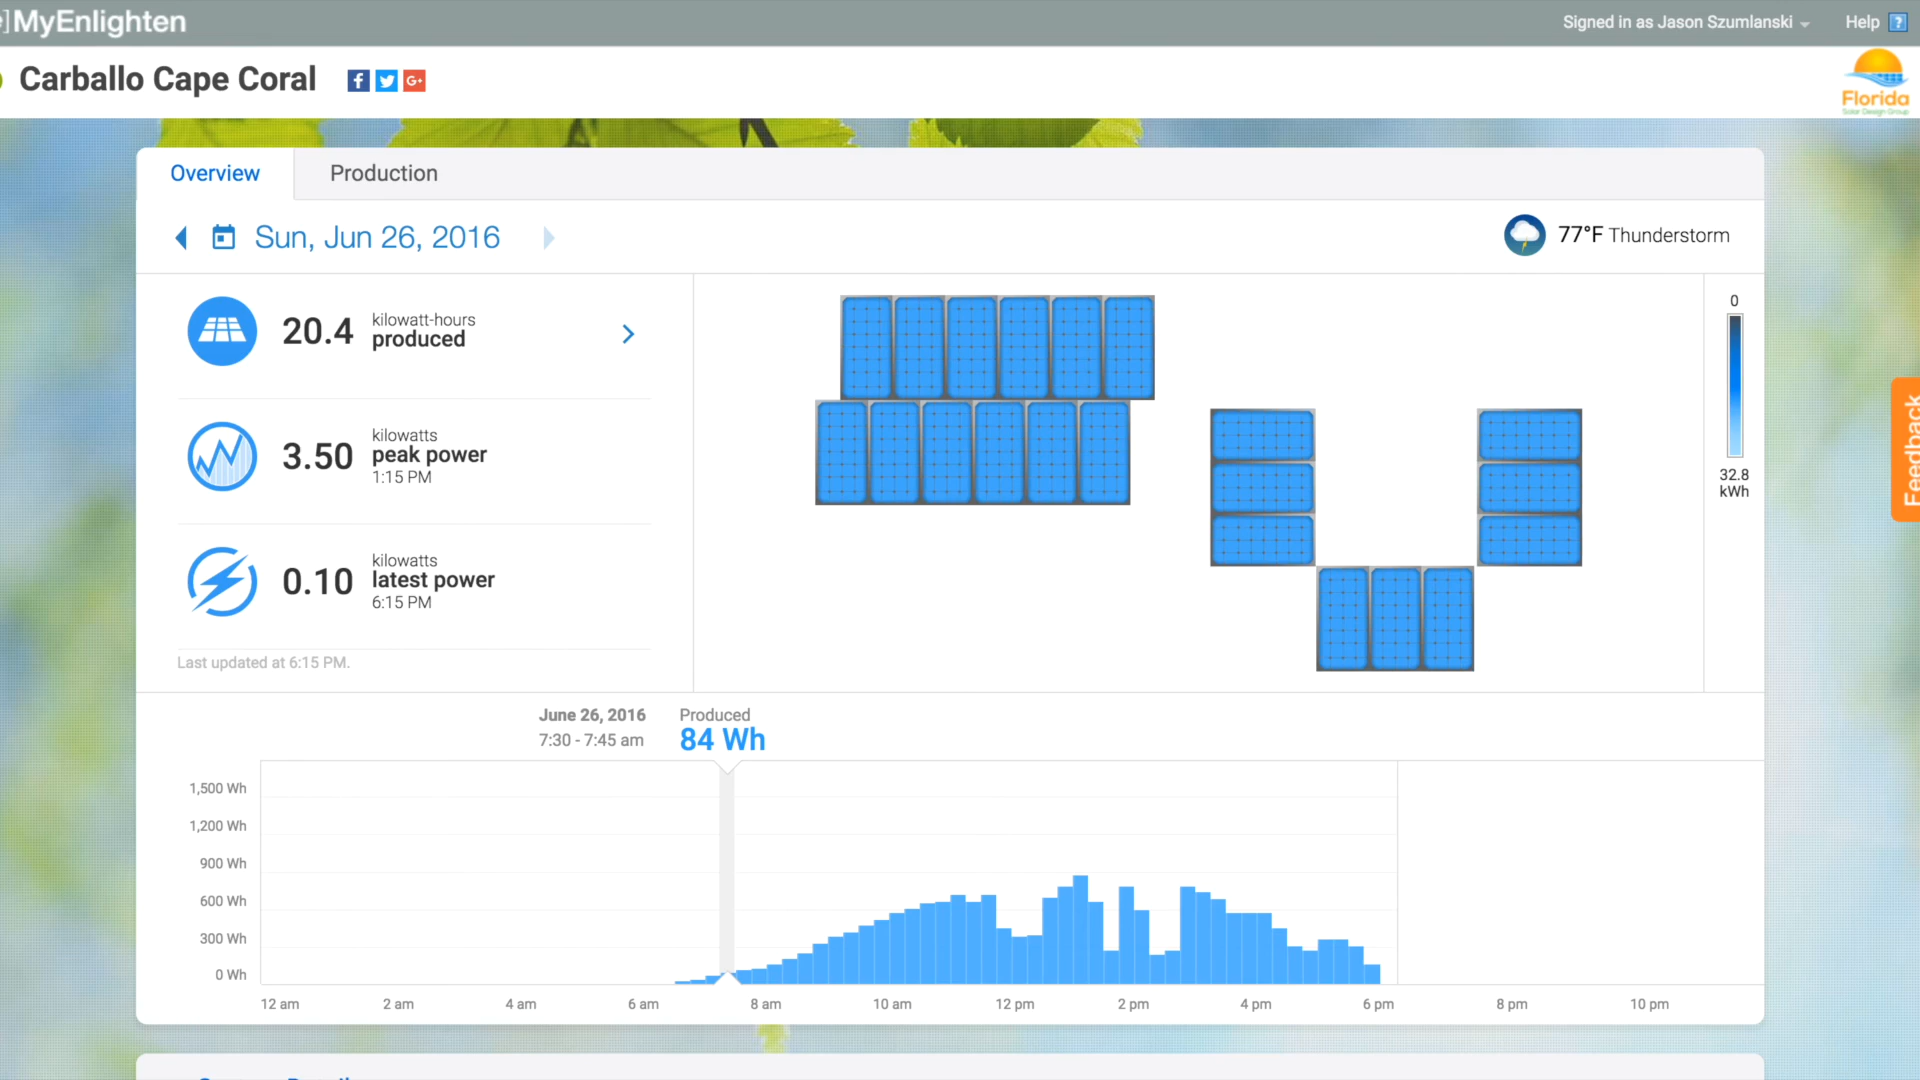 MyEnlighten
Signed in as Jason Szumlanski
Help ?
Carballo Cape Coral
f
G+
Florida
Solar Design Group
Overview
Production
Sun, Jun 26, 2016
77°F Thunderstorm
20.4
kilowatt-hours
produced
3.50
kilowatts
peak power
1:15 PM
0.10
kilowatts
latest power
6:15 PM
Last updated at 6:15 PM.
0
32.8
kWh
Feedback
June 26, 2016
7:30 - 7:45 am
Produced
84 Wh
1,500 Wh
1,200 Wh
900 Wh
600 Wh
300 Wh
0 Wh
12 am 2 am 4 am 6 am 8 am 10 am 12 pm 2 pm 4 pm 6 pm 8 pm 10 pm